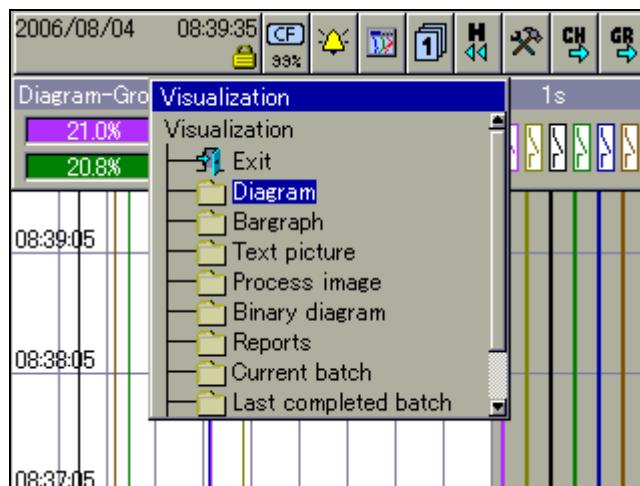 2006/08/04 08:39:35 CF 99% 1 H CH GR
Diagram-Gro 1s
21.0%
20.8%
Visualization
Visualization
Exit
Diagram
Bargraph
Text picture
Process image
Binary diagram
Reports
Current batch
Last completed batch
08:39:05
08:38:05
08:37:05